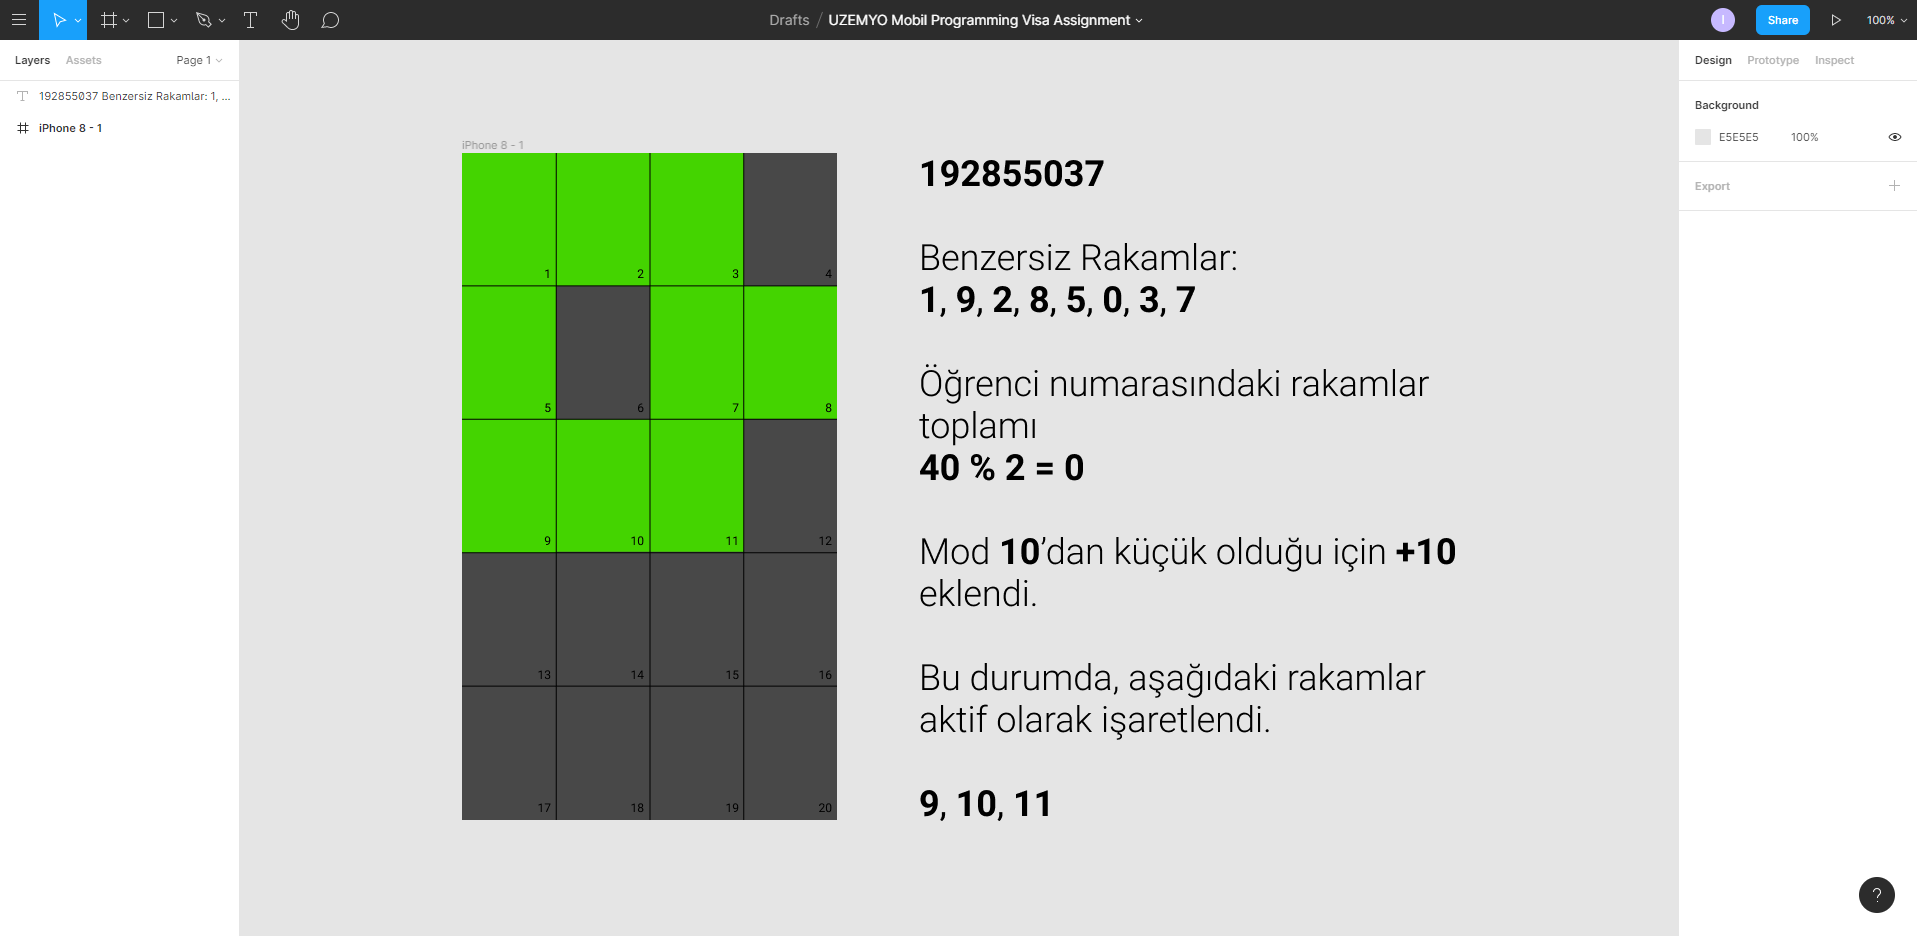 Drafts / UZEMYO Mobil Programming Visa Assignment
I
Share
100%
Layers
Assets
Page 1
192855037 Benzersiz Rakamlar: 1, ...
iPhone 8 - 1
iPhone 8 - 1
1
2
3
4
5
6
7
8
9
10
11
12
13
14
15
16
17
18
19
20
192855037
Benzersiz Rakamlar:
1, 9, 2, 8, 5, 0, 3, 7
Öğrenci numarasındaki rakamlar
toplamı
40 % 2 = 0
Mod 10’dan küçük olduğu için +10
eklendi.
Bu durumda, aşağıdaki rakamlar
aktif olarak işaretlendi.
9, 10, 11
Design
Prototype
Inspect
Background
E5E5E5
100%
Export
?